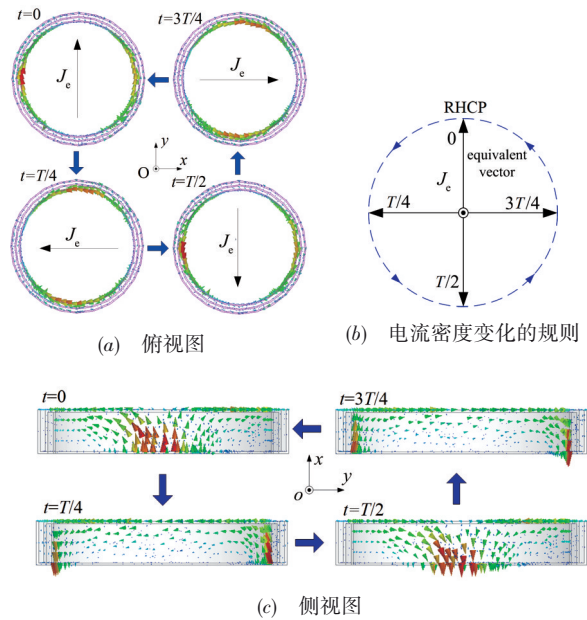 t=0
t=3T/4
J_e
J_e
y
O
x
t=T/4
t=T/2
J_e
J_e
(a) 俯视图
RHCP
0
equivalent
vector
J_e
T/4
3T/4
T/2
(b) 电流密度变化的规则
t=0
t=3T/4
x
o
y
t=T/4
t=T/2
(c) 侧视图